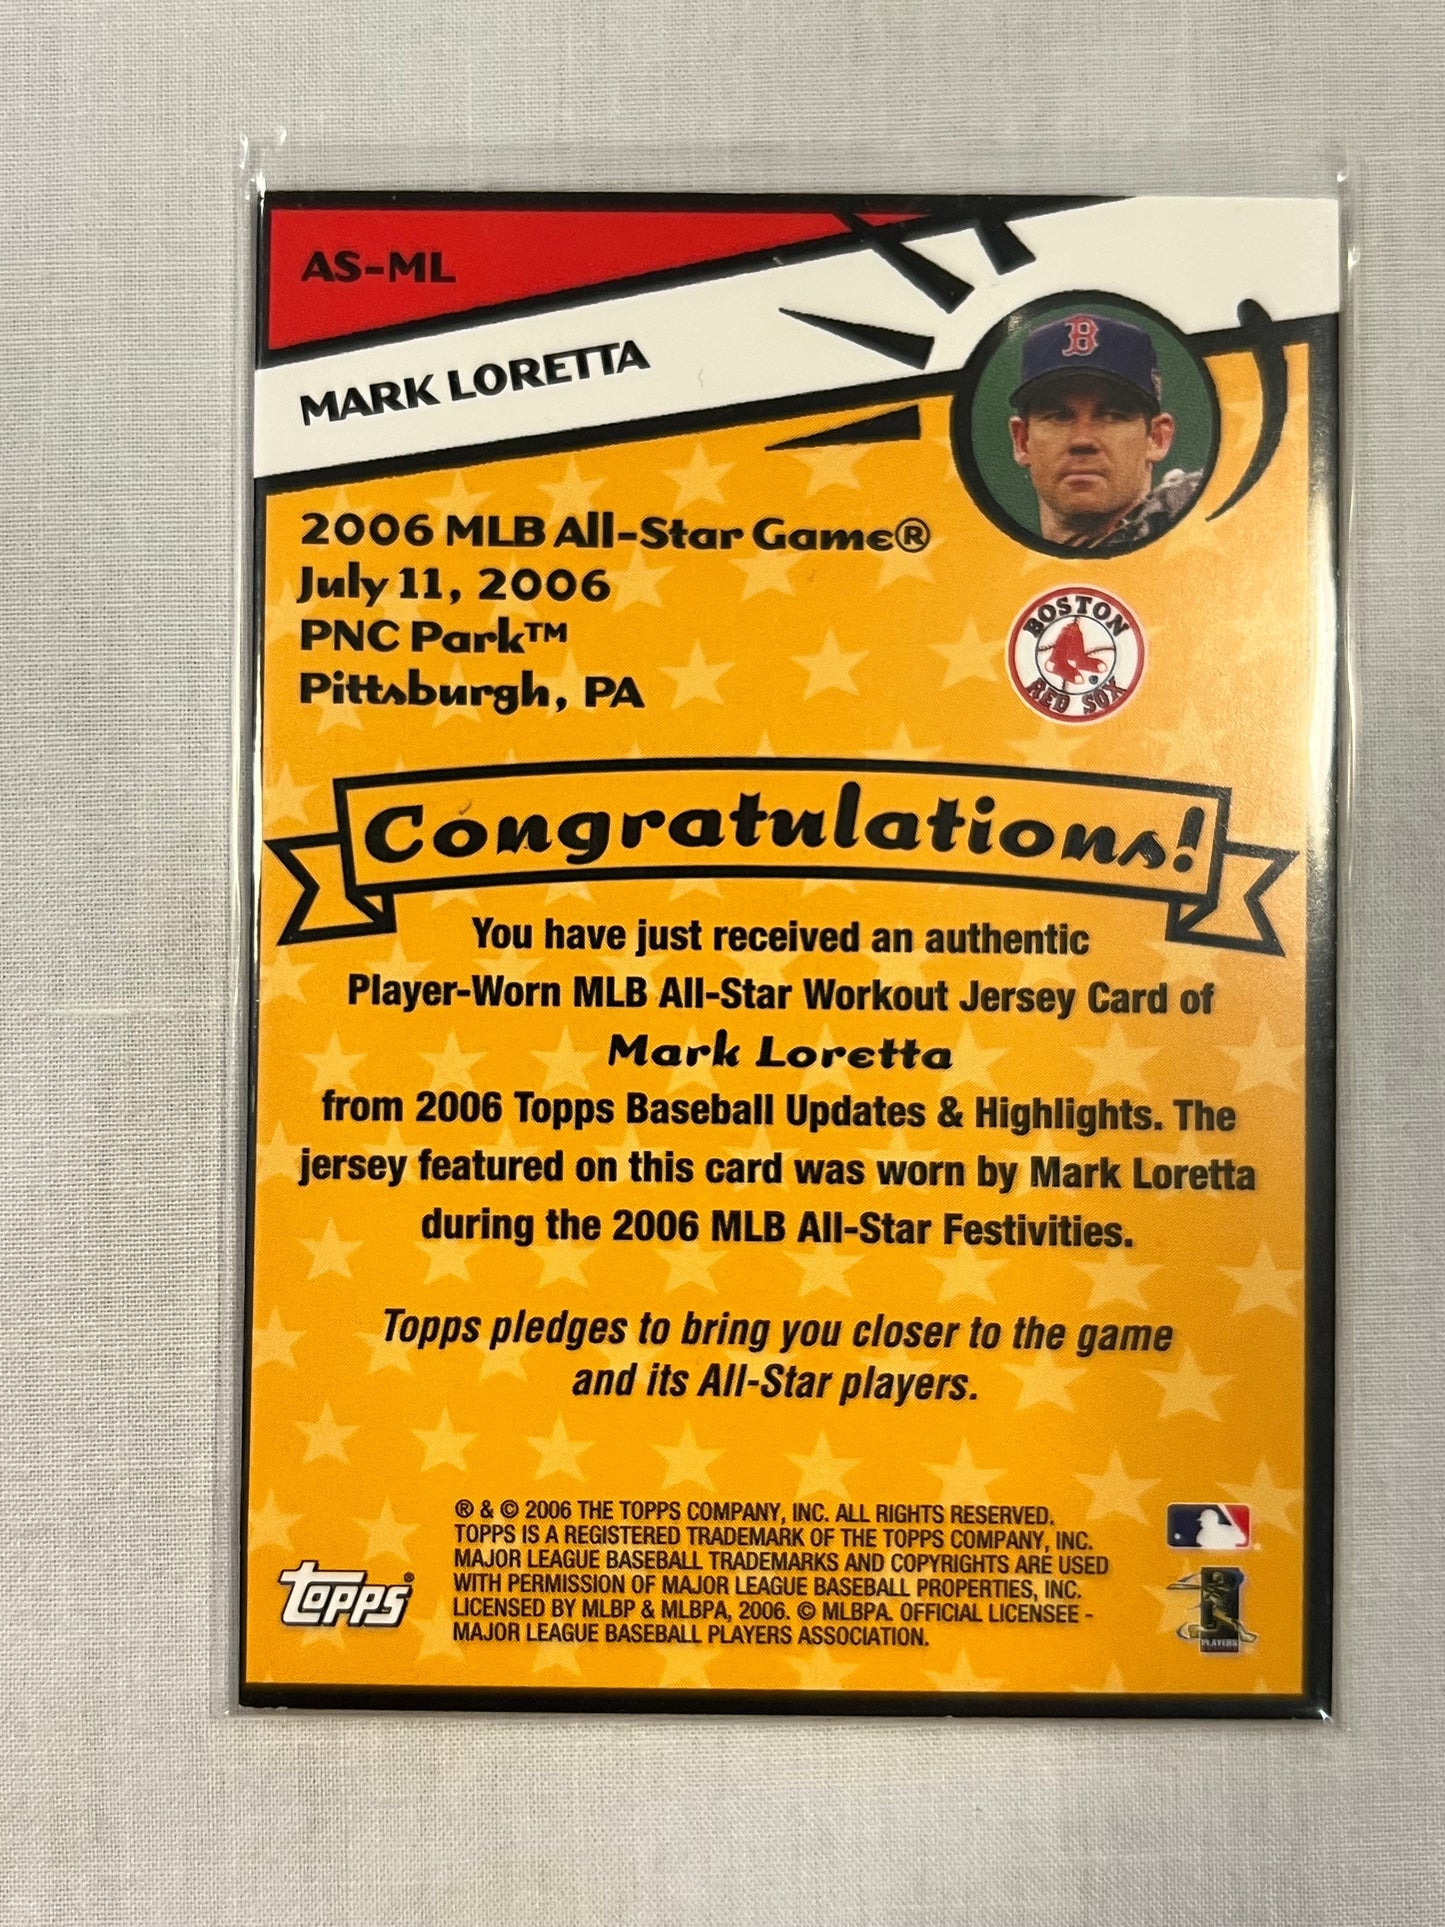 AS-ML
MARK LORETTA
B
2006 MLB All-Star Game®
July 11, 2006
PNC Park™
Pittsburgh, PA
BOSTON
RED SOX
Congratulations!
You have just received an authentic
Player-Worn MLB All-Star Workout Jersey Card of
Mark Loretta
from 2006 Topps Baseball Updates & Highlights. The
jersey featured on this card was worn by Mark Loretta
during the 2006 MLB All-Star Festivities.
Topps pledges to bring you closer to the game
and its All-Star players.
® & © 2006 THE TOPPS COMPANY, INC. ALL RIGHTS RESERVED.
TOPPS IS A REGISTERED TRADEMARK OF THE TOPPS COMPANY, INC.
MAJOR LEAGUE BASEBALL TRADEMARKS AND COPYRIGHTS ARE USED
WITH PERMISSION OF MAJOR LEAGUE BASEBALL PROPERTIES, INC.
LICENSED BY MLBP & MLBPA, 2006. © MLBPA. OFFICIAL LICENSEE -
MAJOR LEAGUE BASEBALL PLAYERS ASSOCIATION.
Topps®
PLAYERS